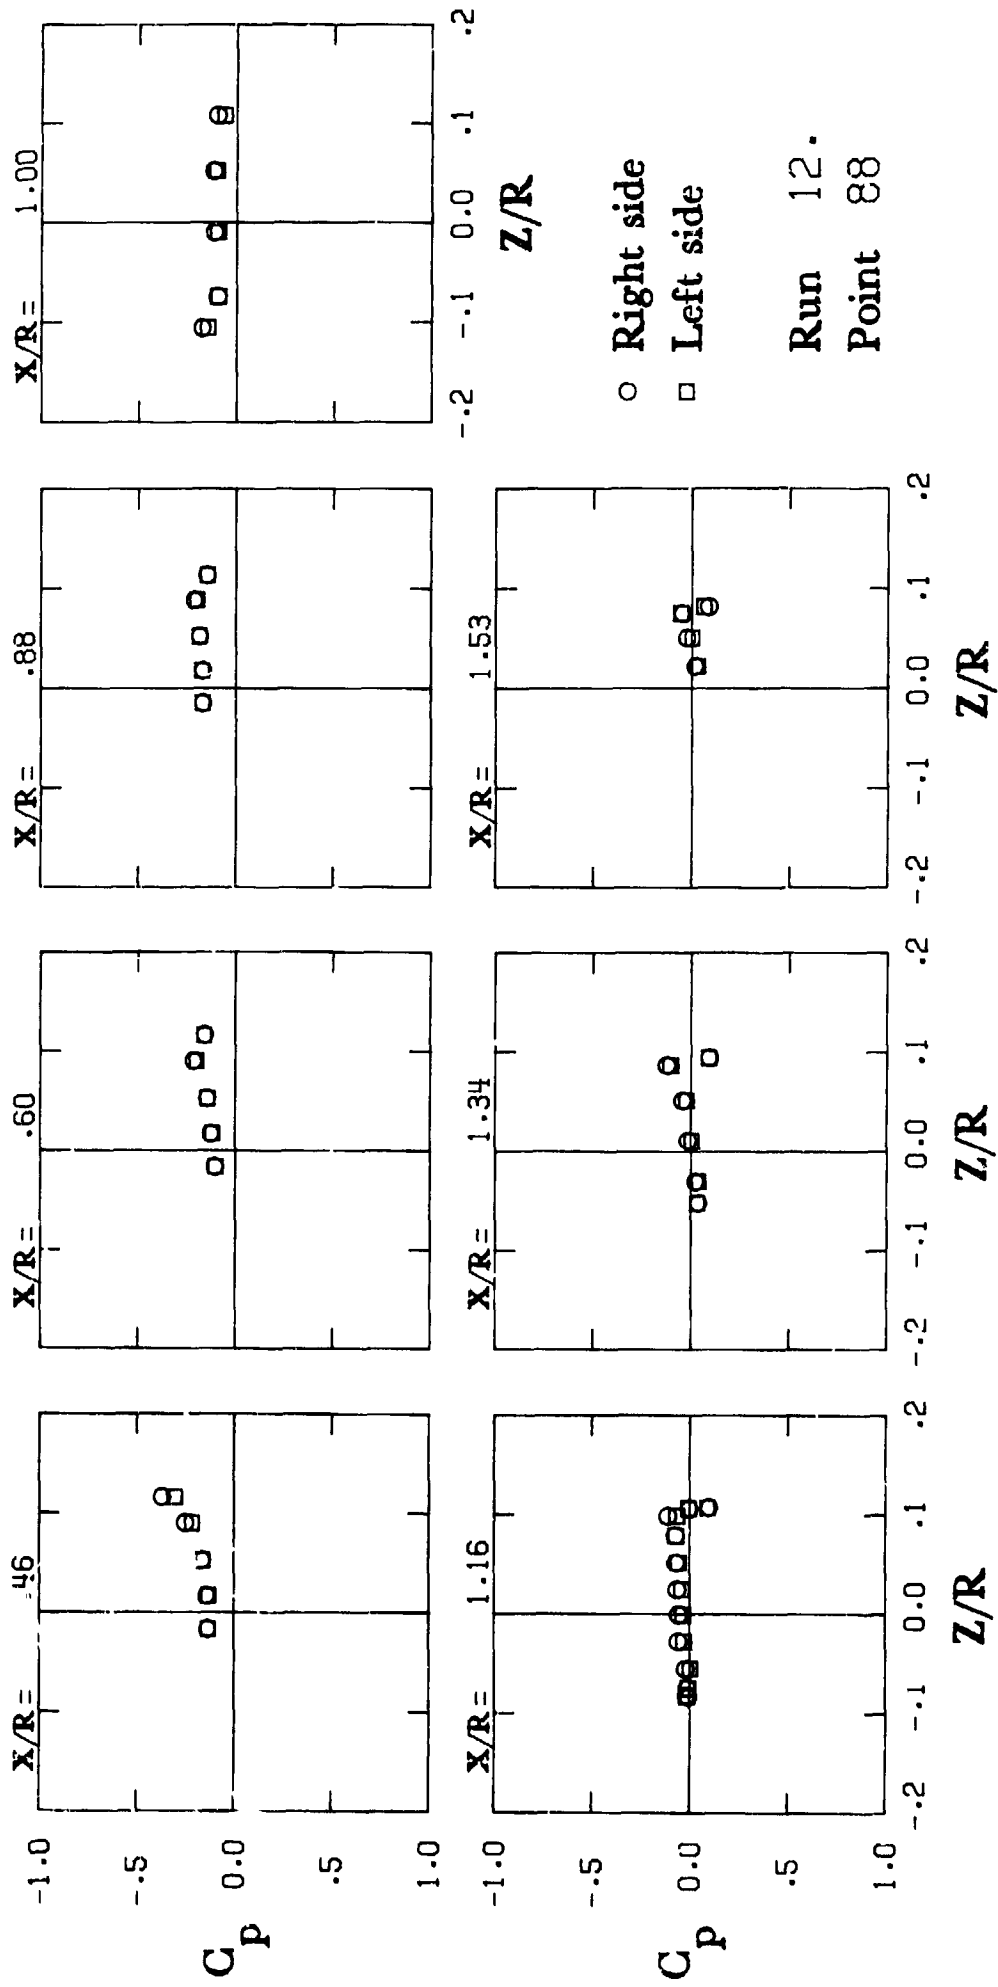 X/R= .46
X/R= .60
X/R= .88
X/R= 1.00
-1.0
-.5
0.0
.5
1.0
Cp
-.2 -.1 0.0 .1 .2
Z/R
X/R= 1.16
X/R= 1.34
X/R= 1.53
-1.0
-.5
0.0
.5
1.0
Cp
-.2 -.1 0.0 .1 .2
-.2 -.1 0.0 .1 .2
-.2 -.1 0.0 .1 .2
Z/R
Z/R
Z/R
Right side
Left side
Run 12.
Point 88